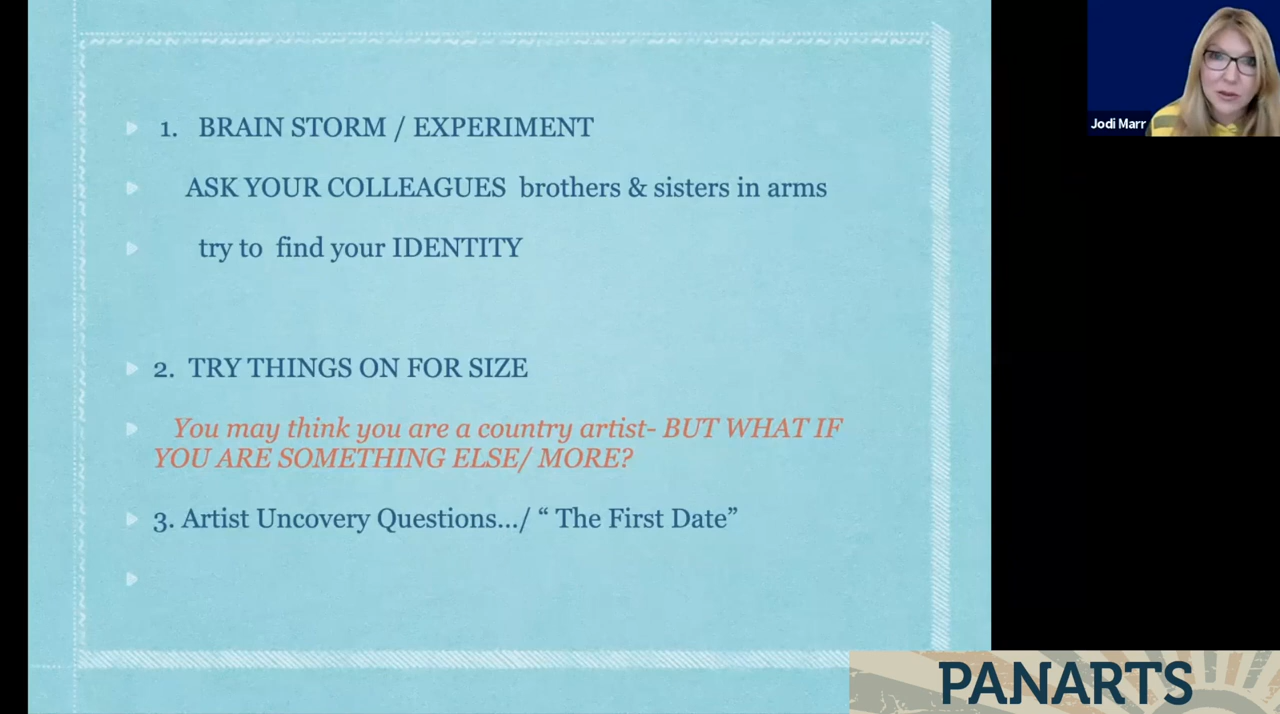 1. BRAIN STORM / EXPERIMENT
ASK YOUR COLLEAGUES brothers & sisters in arms
try to find your IDENTITY
2. TRY THINGS ON FOR SIZE
You may think you are a country artist- BUT WHAT IF
YOU ARE SOMETHING ELSE/ MORE?
3. Artist Uncovery Questions.../ “ The First Date”
Jodi Marr
PANARTS